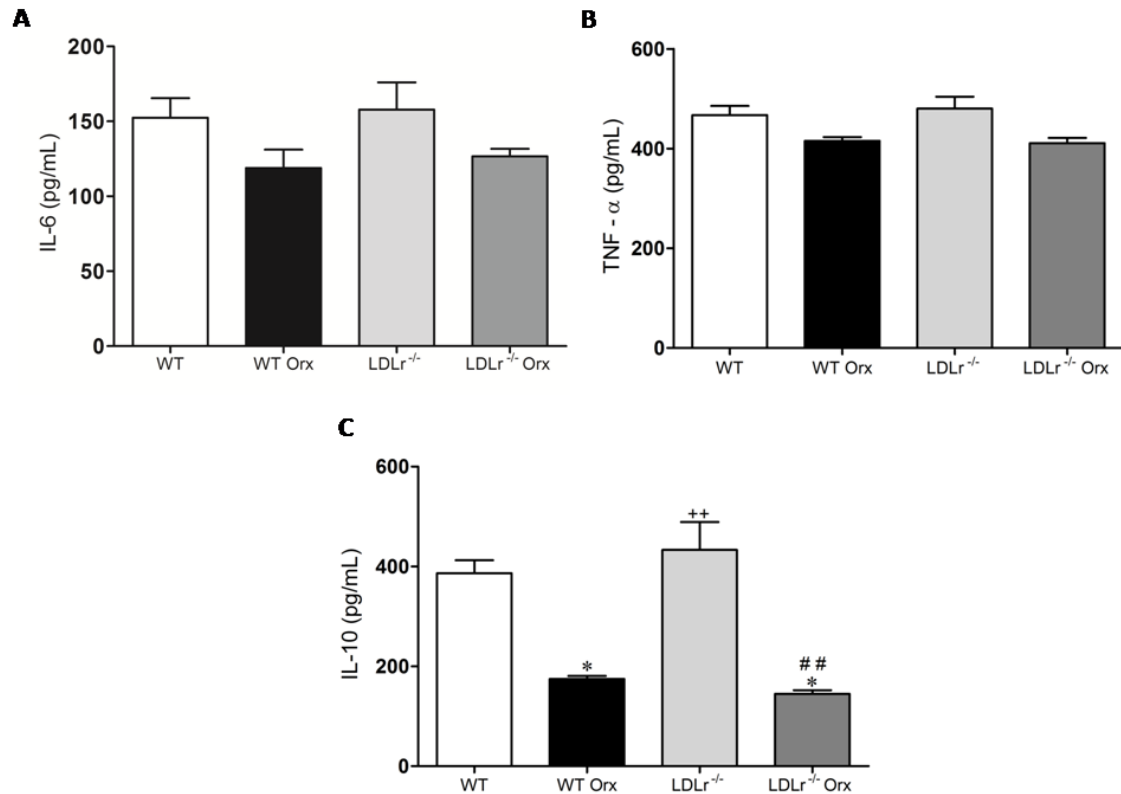 A
200
150
100
50
0
IL-6 (pg/mL)
WT WT Orx LDLr -/- LDLr -/- Orx
B
600
400
200
0
TNF - α (pg/mL)
WT WT Orx LDLr -/- LDLr -/- Orx
C
600
400
200
0
IL-10 (pg/mL)
*
++
# #
*
WT WT Orx LDLr -/- LDLr -/- Orx